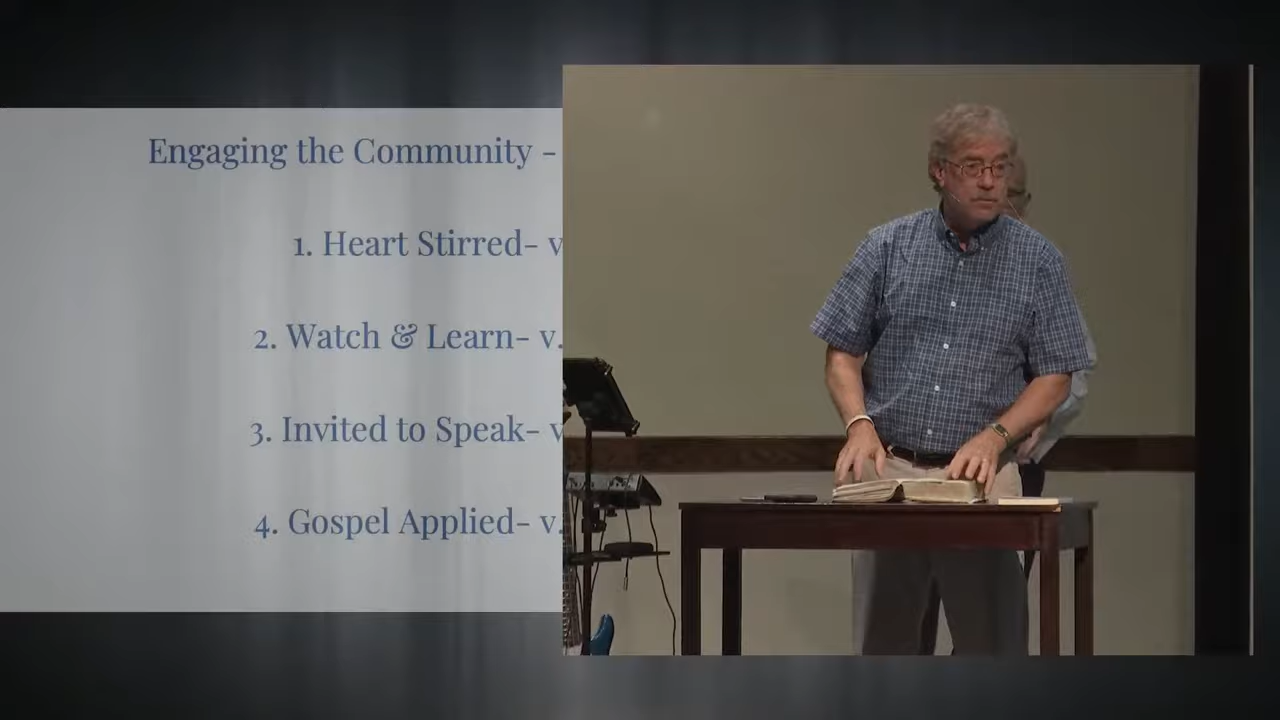 Engaging the Community -
1. Heart Stirred- v
2. Watch & Learn- v.
3. Invited to Speak- v
4. Gospel Applied- v.